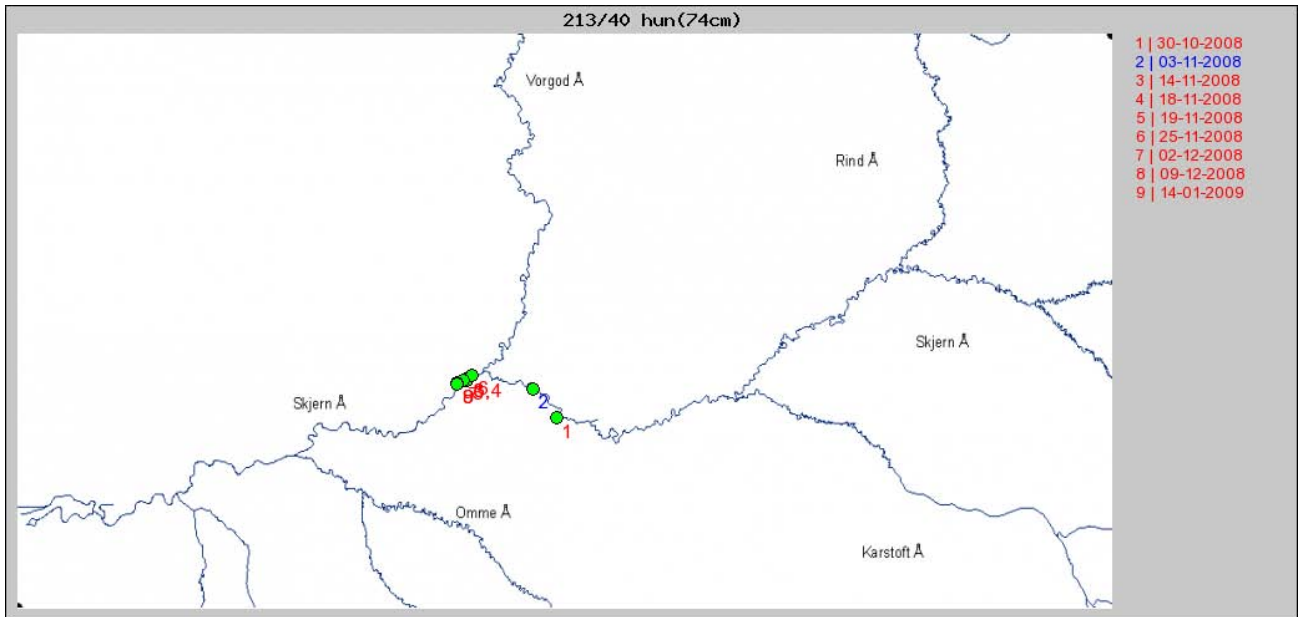 213/40 hun(74cm)
1 | 30-10-2008
2 | 03-11-2008
3 | 14-11-2008
4 | 18-11-2008
5 | 19-11-2008
6 | 25-11-2008
7 | 02-12-2008
8 | 09-12-2008
9 | 14-01-2009
Vorgod Å
Rind Å
Skjern Å
Skjern Å
6,4
2
1
Omme Å
Karstoft Å